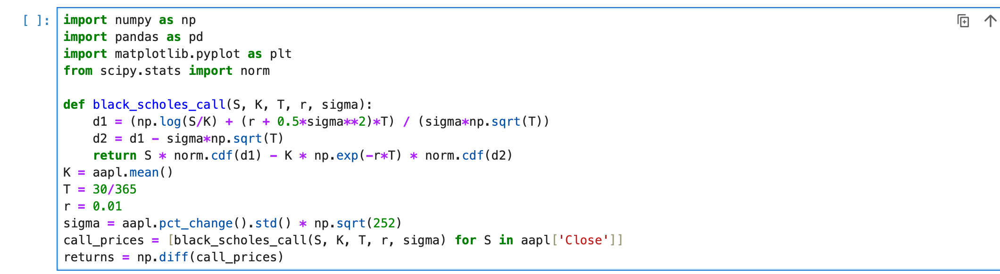 [ ]:
import numpy as np
import pandas as pd
import matplotlib.pyplot as plt
from scipy.stats import norm

def black_scholes_call(S, K, T, r, sigma):
    d1 = (np.log(S/K) + (r + 0.5*sigma**2)*T) / (sigma*np.sqrt(T))
    d2 = d1 - sigma*np.sqrt(T)
    return S * norm.cdf(d1) - K * np.exp(-r*T) * norm.cdf(d2)
K = aapl.mean()
T = 30/365
r = 0.01
sigma = aapl.pct_change().std() * np.sqrt(252)
call_prices = [black_scholes_call(S, K, T, r, sigma) for S in aapl['Close']]
returns = np.diff(call_prices)